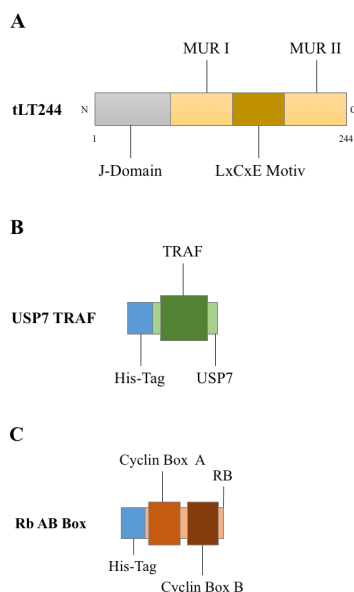 A
MUR I MUR II
tLT244 N C
1 244
J-Domain LxCxE Motiv
B
TRAF
USP7 TRAF
His-Tag USP7
C
Cyclin Box A
RB
Rb AB Box
His-Tag
Cyclin Box B